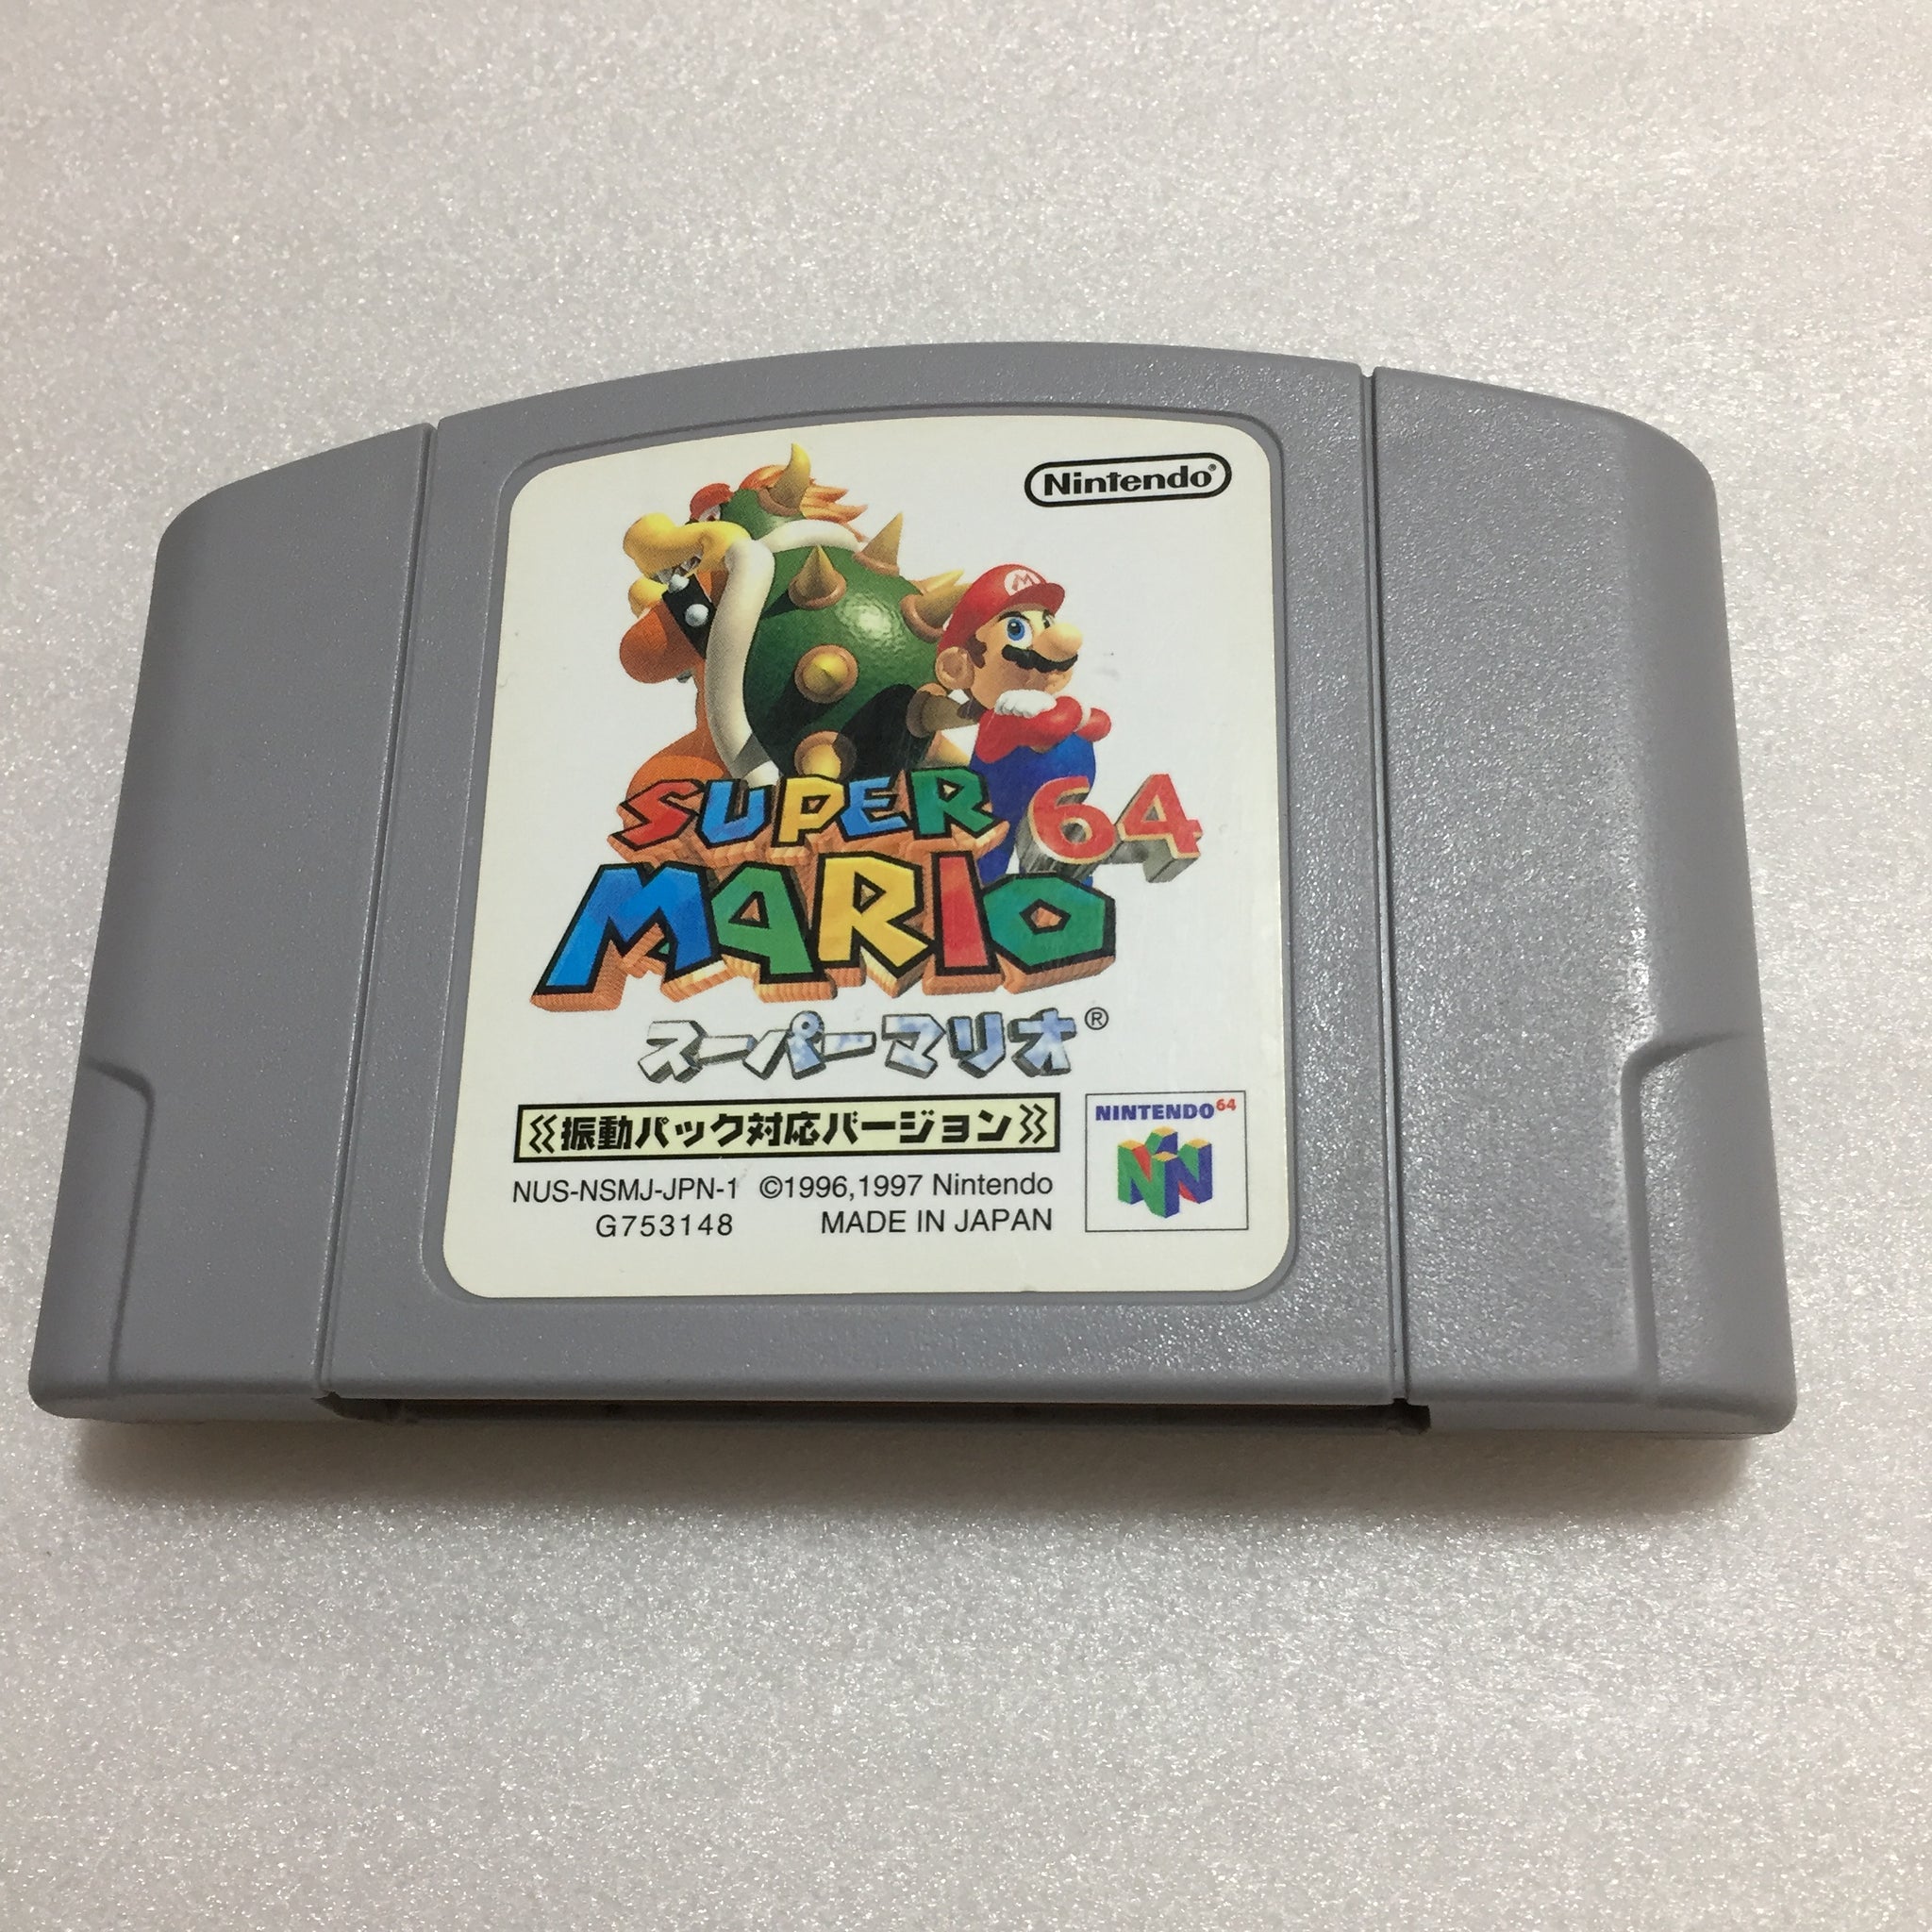 Nintendo®
SUPER
MARIO 64
スーパーマリオ®
振動パック対応バージョン
NINTENDO64
NUS-NSMJ-JPN-1 ©1996,1997 Nintendo
G753148 MADE IN JAPAN
M